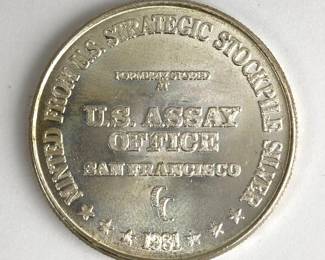 MINTED FROM U.S. STRATEGIC STOCKPILE SILVER
FORMERLY STORED
AT
U.S. ASSAY
OFFICE
SAN FRANCISCO
1981